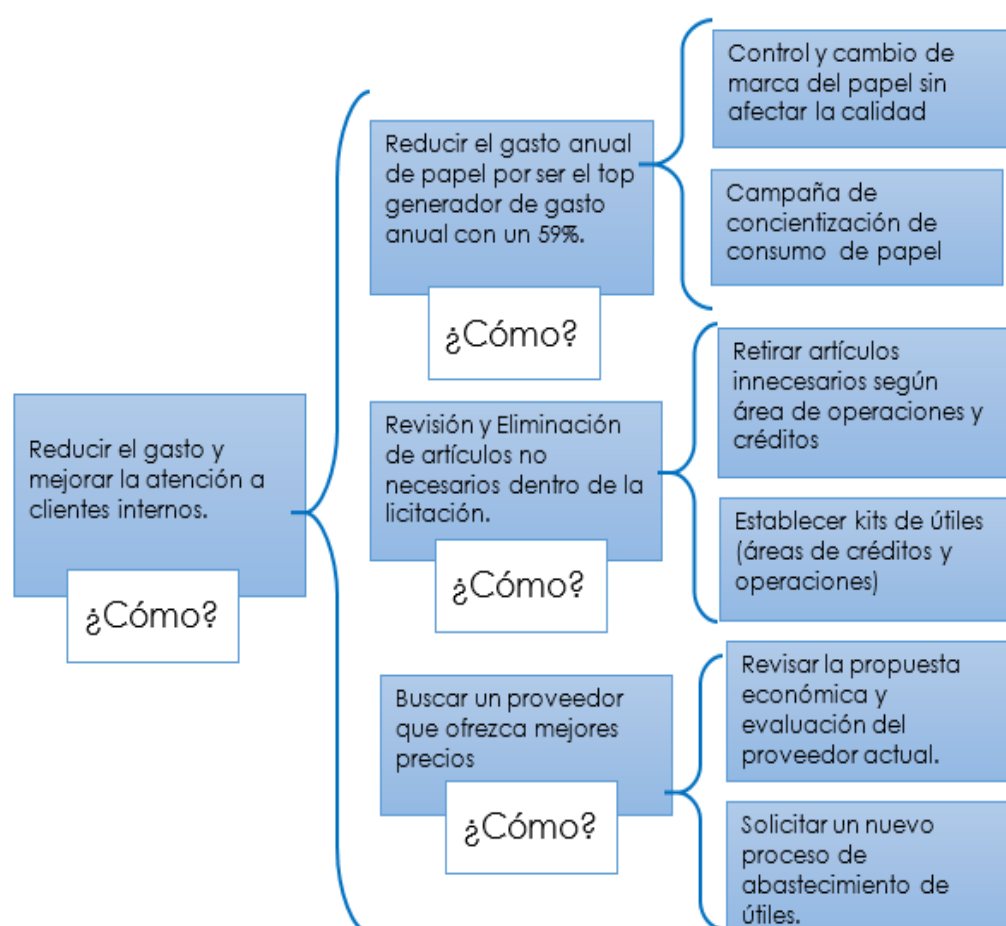 Reducir el gasto y
mejorar la atención a
clientes internos.
¿Cómo?
Reducir el gasto anual
de papel por ser el top
generador de gasto
anual con un 59%.
¿Cómo?
Control y cambio de
marca del papel sin
afectar la calidad
Campaña de
concientización de
consumo de papel
Revisión y Eliminación
de artículos no
necesarios dentro de la
licitación.
¿Cómo?
Retirar artículos
innecesarios según
área de operaciones y
créditos
Establecer kits de útiles
(áreas de créditos y
operaciones)
Buscar un proveedor
que ofrezca mejores
precios
¿Cómo?
Revisar la propuesta
económica y
evaluación del
proveedor actual.
Solicitar un nuevo
proceso de
abastecimiento de
útiles.